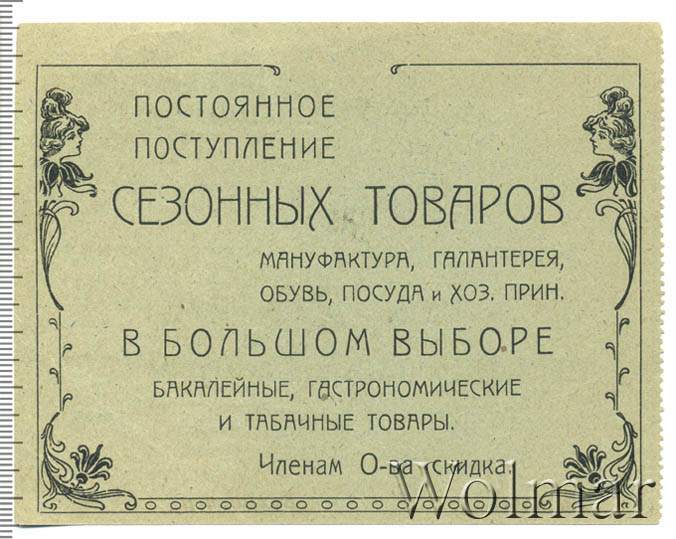 ПОСТОЯННОЕ
ПОСТУПЛЕНИЕ
СЕЗОННЫХ ТОВАРОВ
МАНУФАКТУРА, ГАЛАНТЕРЕЯ,
ОБУВЬ, ПОСУДА и ХОЗ. ПРИН.
В БОЛЬШОМ ВЫБОРЕ
БАКАЛЕЙНЫЕ, ГАСТРОНОМИЧЕСКИЕ
И ТАБАЧНЫЕ ТОВАРЫ.
Членам О-ва скидка.
Wolmar